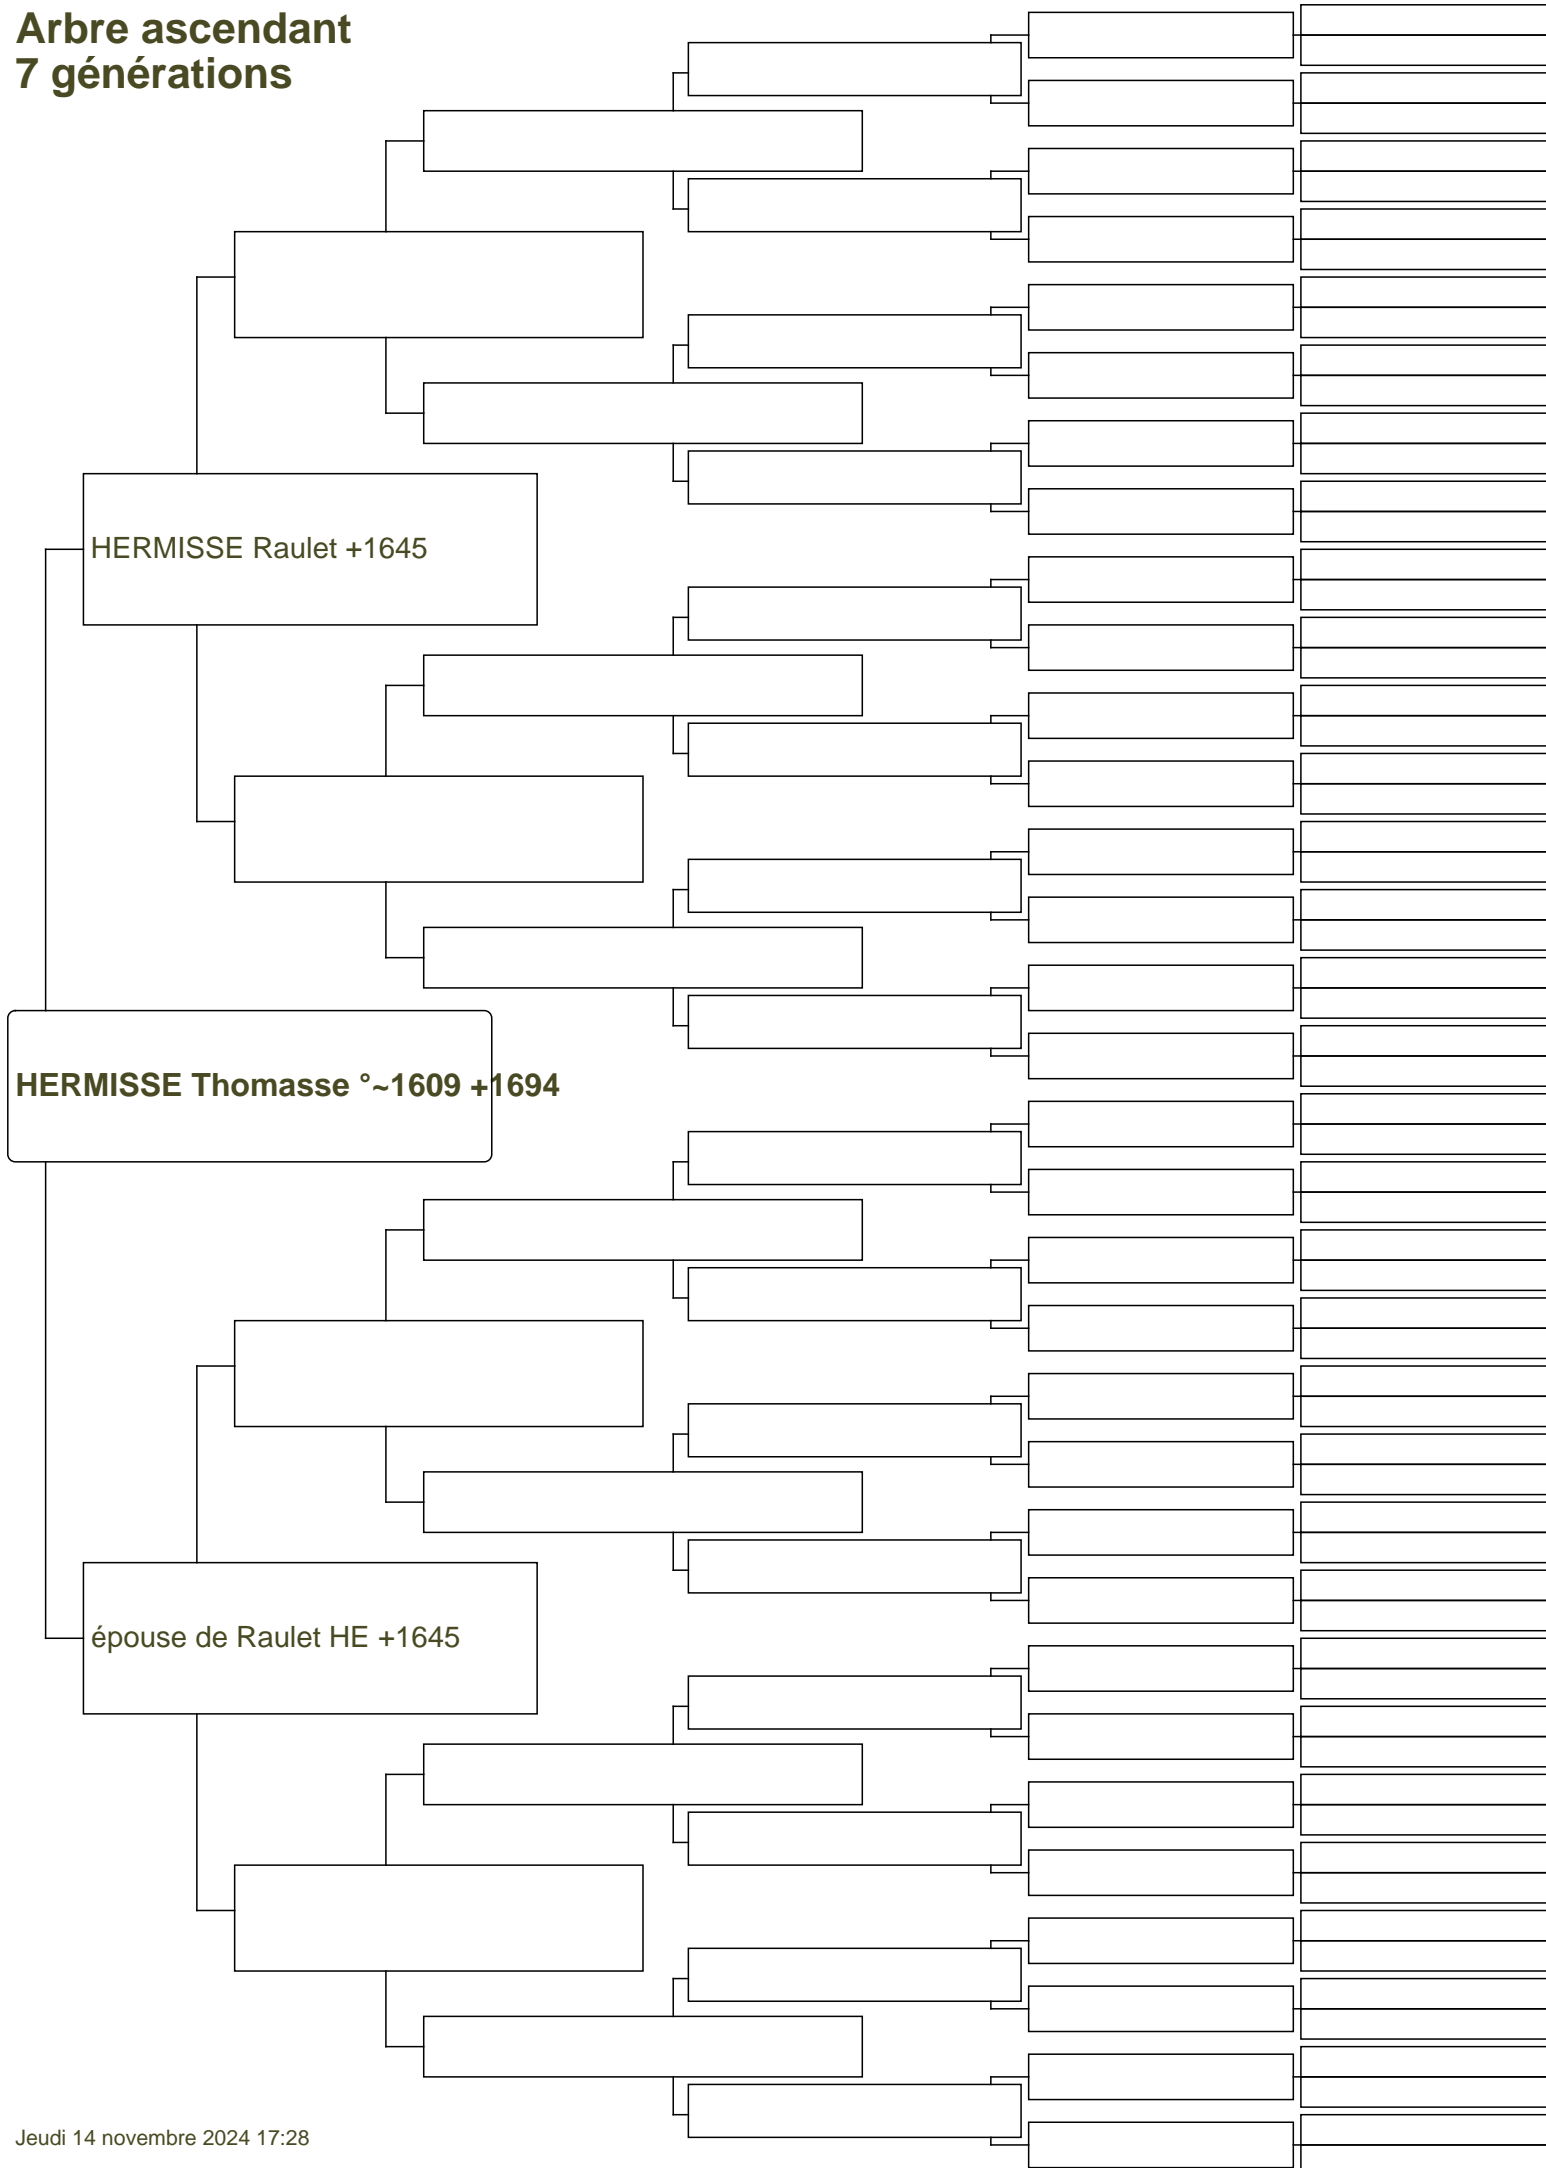 Arbre ascendant
7 générations
HERMISSE Raulet +1645
HERMISSE Thomasse °~1609 +1694
épouse de Raulet HE +1645
Jeudi 14 novembre 2024 17:28